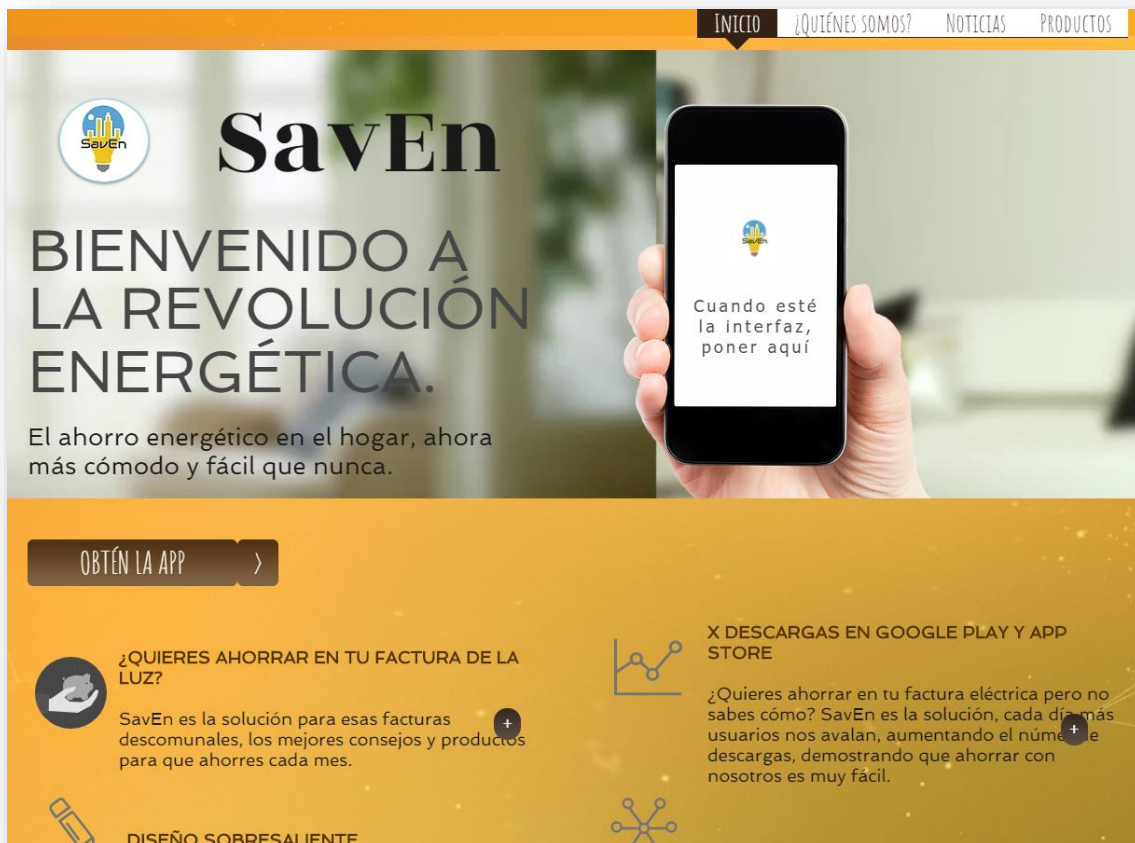 Inicio ¿Quiénes somos? Noticias Productos
SavEn
SavEn
BIENVENIDO A
LA REVOLUCIÓN
ENERGÉTICA.
El ahorro energético en el hogar, ahora
más cómodo y fácil que nunca.
SavEn
Cuando esté
la interfaz,
poner aquí
OBTÉN LA APP >
¿QUIERES AHORRAR EN TU FACTURA DE LA
LUZ?
SavEn es la solución para esas facturas
descomunales, los mejores consejos y productos
para que ahorres cada mes.
+
X DESCARGAS EN GOOGLE PLAY Y APP
STORE
¿Quieres ahorrar en tu factura eléctrica pero no
sabes cómo? SavEn es la solución, cada día más
usuarios nos avalan, aumentando el
descargas, demostrando que ahorrar con
nosotros es muy fácil.
+
DISEÑO SOBRESALIENTE